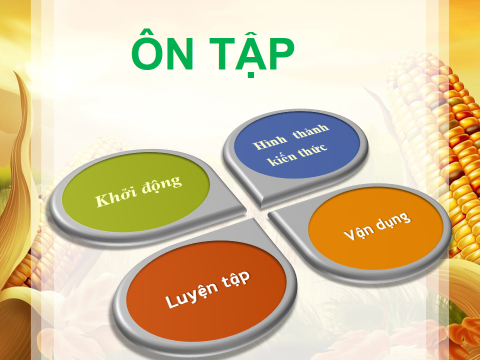 ÔN TẬP
Khởi động
Hình thành
kiến thức
Luyện tập
Vận dụng